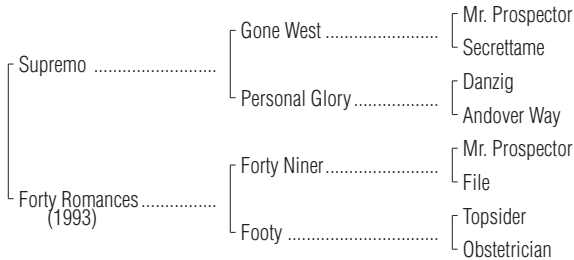 Mr. Prospector
Gone West ........................
Secrettame
Supremo ..........................
Danzig
Personal Glory ..................
Andover Way
Mr. Prospector
Forty Niner ........................
File
Forty Romances ................
(1993)
Topsider
Footy ................................
Obstetrician